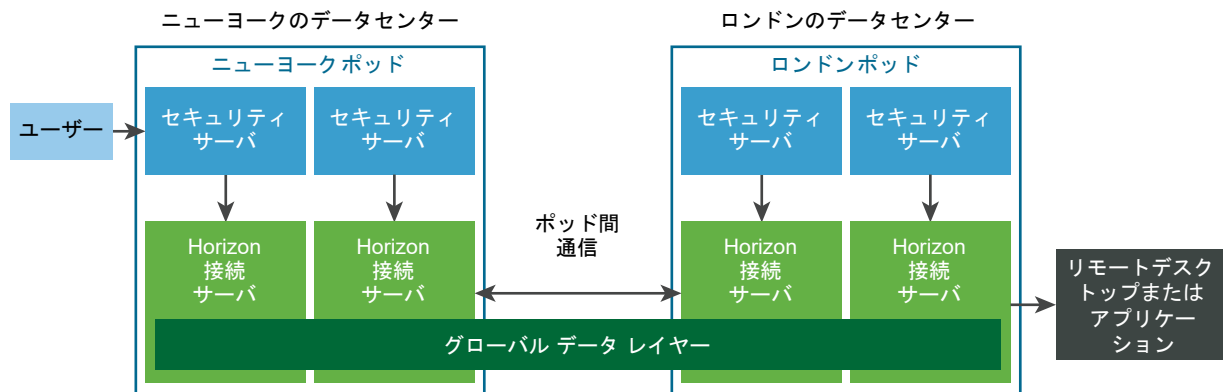 ニューヨークのデータセンター
ロンドンのデータセンター
ニューヨークポッド
ロンドンポッド
ユーザー
セキュリティ
サーバ
セキュリティ
サーバ
セキュリティ
サーバ
セキュリティ
サーバ
Horizon
接続
サーバ
Horizon
接続
サーバ
ポッド間
通信
Horizon
接続
サーバ
Horizon
接続
サーバ
リモートデスク
トップまたは
アプリケー
ション
グローバル データ レイヤー